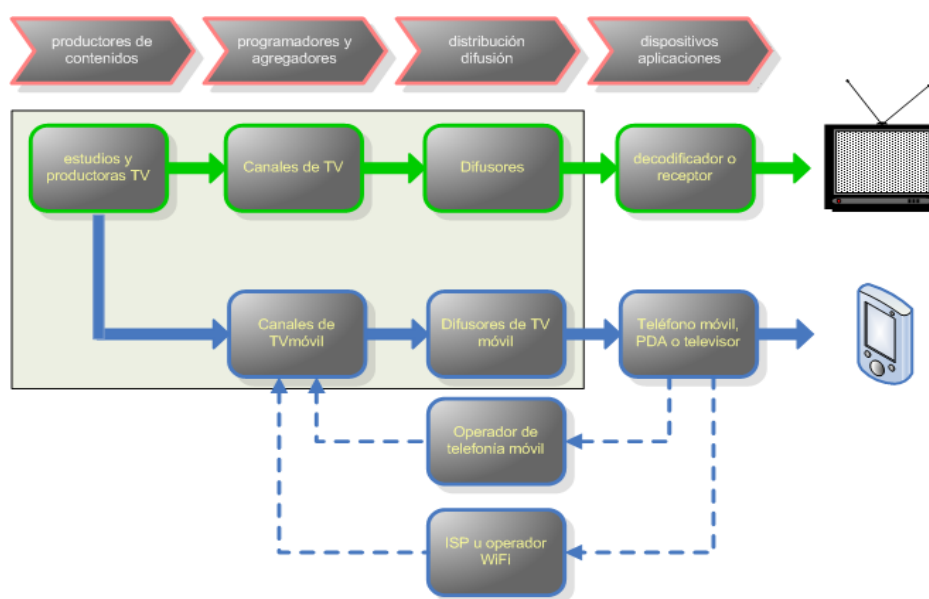 productores de
contenidos
programadores y
agregadores
distribución
difusión
dispositivos
aplicaciones
estudios y
productoras TV
Canales de TV
Difusores
decodificador o
receptor
Canales de
TVmóvil
Difusores de TV
móvil
Teléfono móvil,
PDA o televisor
Operador de
telefonía móvil
ISP u operador
WiFi